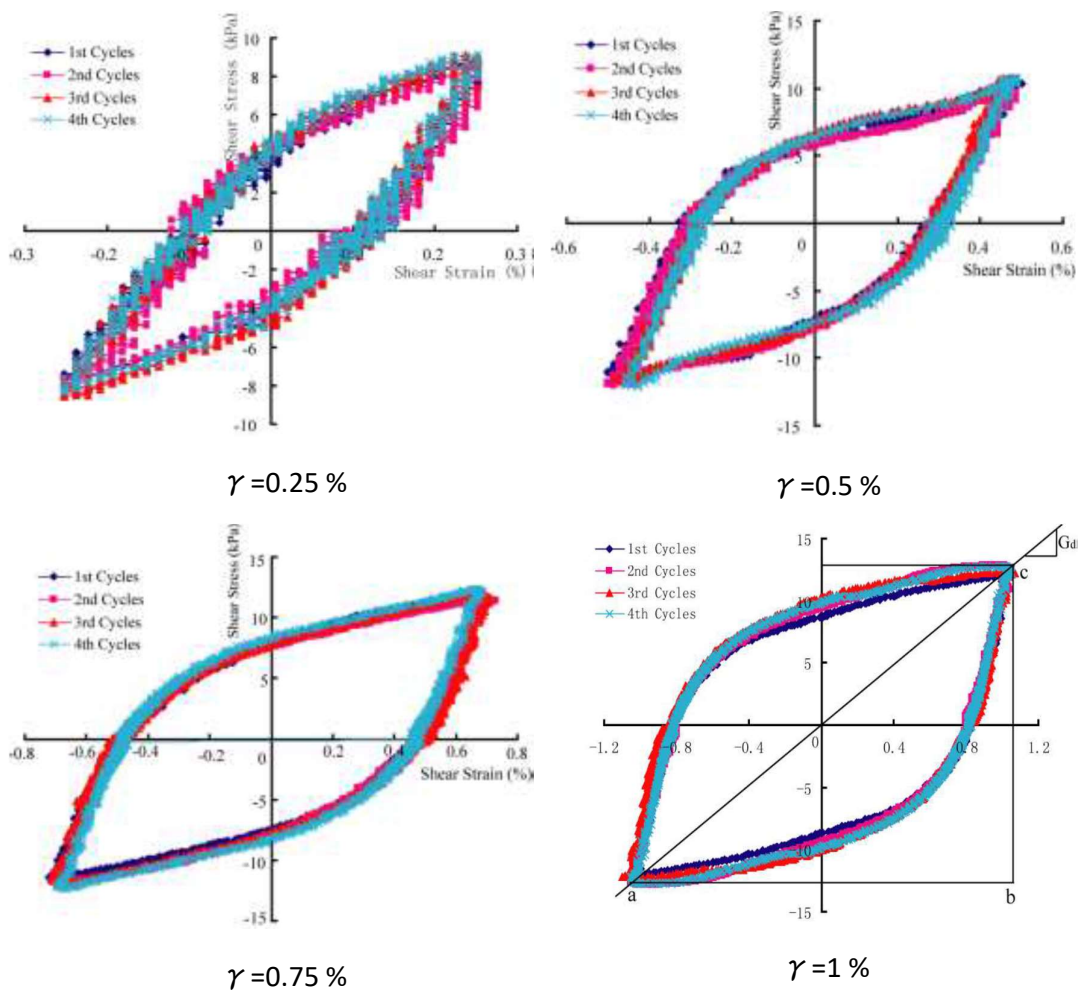 Shear Stress (kPa)
1st Cycles
2nd Cycles
3rd Cycles
4th Cycles
10
8
6
4
2
-0.3 -0.2 0 0.2 0.3
Shear Strain (%)
-2
-4
-6
-8
-10
γ =0.25 %
Shear Stress (kPa)
1st Cycles
2nd Cycles
3rd Cycles
4th Cycles
15
10
5
-0.6 -0.4 -0.2 0 0.2 0.4 0.6
Shear Strain (%)
-5
-10
-15
γ =0.5 %
Shear Stress (kPa)
1st Cycles
2nd Cycles
3rd Cycles
4th Cycles
15
10
5
-0.8 -0.6 -0.4 -0.2 0 0.2 0.4 0.6 0.8
Shear Strain (%)
-5
-10
-15
γ =0.75 %
1st Cycles
2nd Cycles
3rd Cycles
4th Cycles
15
c
10
5
-1.2 -0.8 -0.4 0 0.4 0.8 1.2
-5
-10
a b
-15
γ =1 %